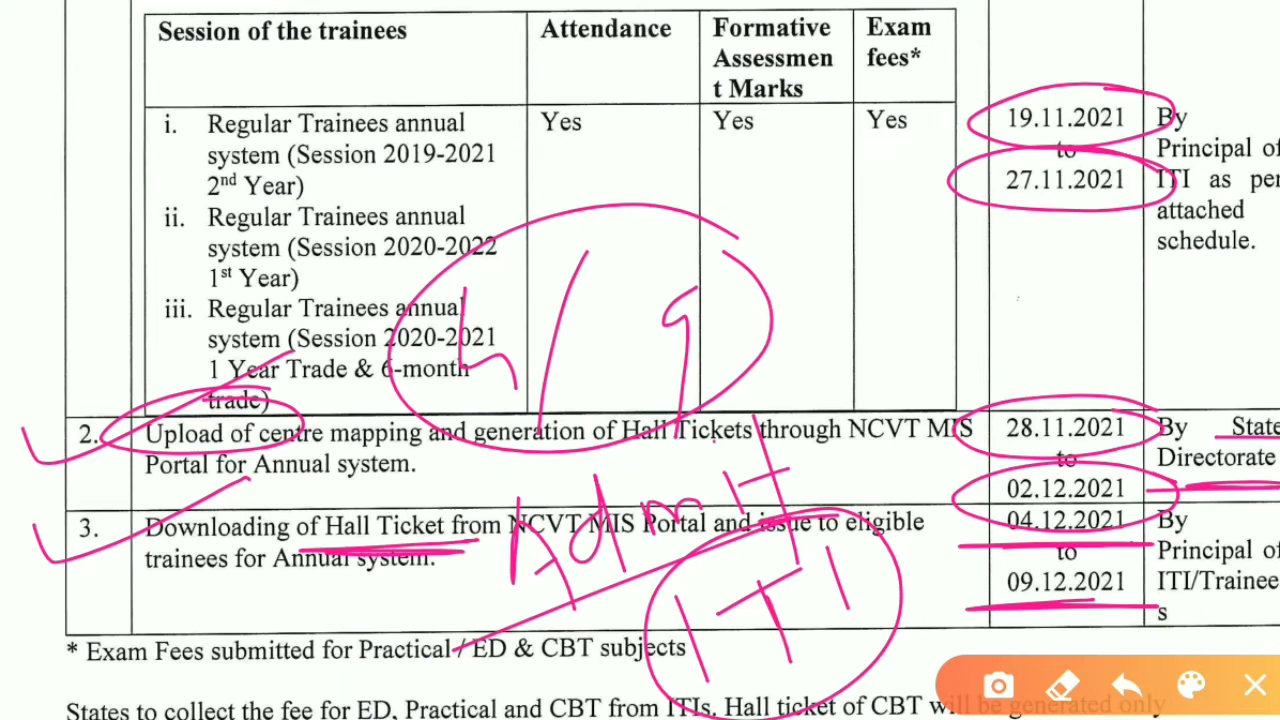 Session of the trainees Attendance Formative Assessmen t Marks Exam fees*
i. Regular Trainees annual system (Session 2019-2021 2nd Year) Yes Yes Yes
ii. Regular Trainees annual system (Session 2020-2022 1st Year)
iii. Regular Trainees annual system (Session 2020-2021 1 Year Trade & 6-month trade)
19.11.2021
to
27.11.2021
By
Principal of
ITI as per
attached
schedule.
2. Upload of centre mapping and generation of Hall Tickets through NCVT MIS
Portal for Annual system.
28.11.2021
to
02.12.2021
By State
Directorate
3. Downloading of Hall Ticket from NCVT MIS Portal and issue to eligible
trainees for Annual system.
04.12.2021
to
09.12.2021
By
Principal of
ITI/Trainee
s
* Exam Fees submitted for Practical / ED & CBT subjects
States to collect the fee for ED, Practical and CBT from ITIs. Hall ticket of CBT will be generated only
4/9
Admit
ITI